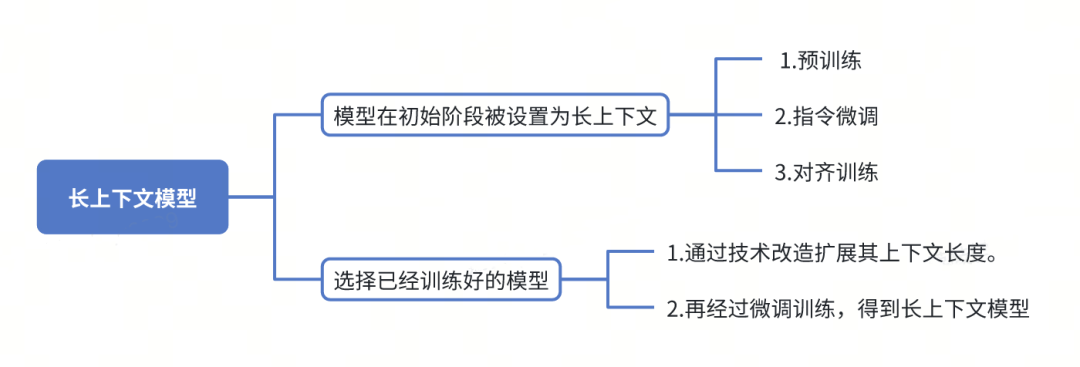 长上下文模型
模型在初始阶段被设置为长上下文
1.预训练
2.指令微调
3.对齐训练
选择已经训练好的模型
1.通过技术改造扩展其上下文长度。
2.再经过微调训练，得到长上下文模型